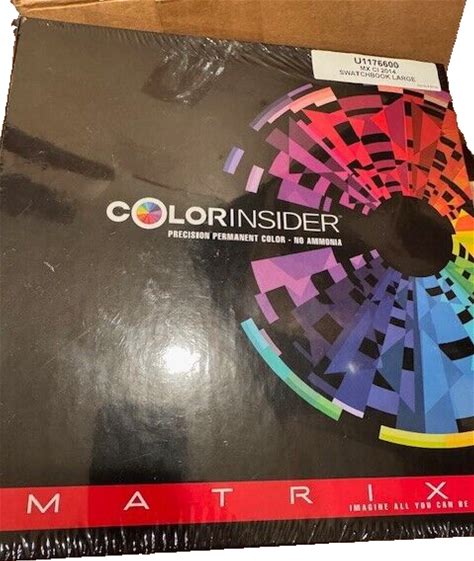 U1176600
MX CI 2014
SWATCHBOOK LARGE
COLORINSIDER
PRECISION PERMANENT COLOR - NO AMMONIA
MATRIX
IMAGINE ALL YOU CAN BE